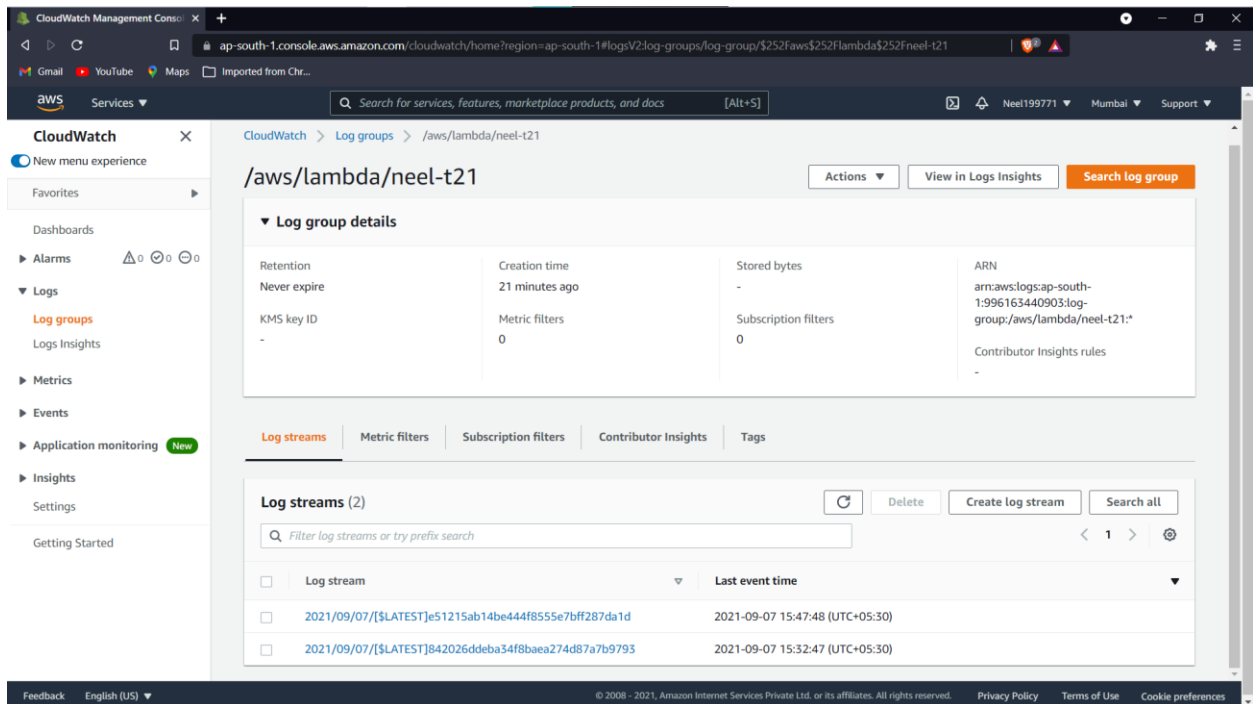 CloudWatch Management Consol
ap-south-1.console.aws.amazon.com/cloudwatch/home?region=ap-south-1#logsV2:log-groups/log-group/$252Faws$252Flambda$252Fneel-t21
Gmail YouTube Maps Imported from Chr...
aws Services ▼ Search for services, features, marketplace products, and docs [Alt+S] Neel199771 ▼ Mumbai ▼ Support ▼
CloudWatch
New menu experience
Favorites
Dashboards
Alarms 0 0 0
Logs
Log groups
Logs Insights
Metrics
Events
Application monitoring New
Insights
Settings
Getting Started
CloudWatch > Log groups > /aws/lambda/neel-t21
/aws/lambda/neel-t21
Actions ▼ View in Logs Insights Search log group
▼ Log group details
Retention
Never expire
KMS key ID
-
Creation time
21 minutes ago
Metric filters
0
Stored bytes
-
Subscription filters
0
ARN
arn:aws:logs:ap-south-
1:996163440903:log-
group:/aws/lambda/neel-t21:*
Contributor Insights rules
-
Log streams Metric filters Subscription filters Contributor Insights Tags
Log streams (2) Delete Create log stream Search all
Filter log streams or try prefix search < 1 >
Log stream Last event time
2021/09/07/[$LATEST]e51215ab14be444f8555e7bff287da1d 2021-09-07 15:47:48 (UTC+05:30)
2021/09/07/[$LATEST]842026ddeba34f8baea274d87a7b9793 2021-09-07 15:32:47 (UTC+05:30)
Feedback English (US) ▼ © 2008 - 2021, Amazon Internet Services Private Ltd. or its affiliates. All rights reserved. Privacy Policy Terms of Use Cookie preferences